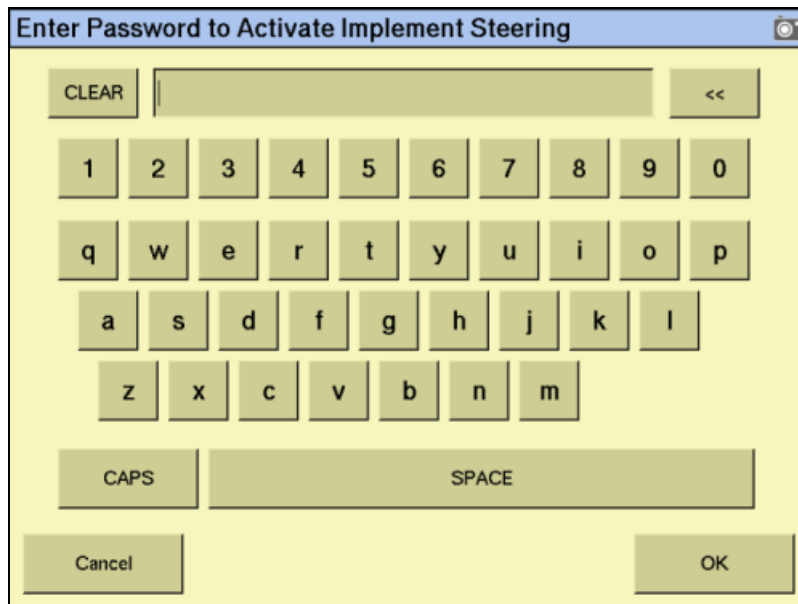 Enter Password to Activate Implement Steering
CLEAR <<
1 2 3 4 5 6 7 8 9 0
q w e r t y u i o p
a s d f g h j k l
z x c v b n m
CAPS SPACE
Cancel OK